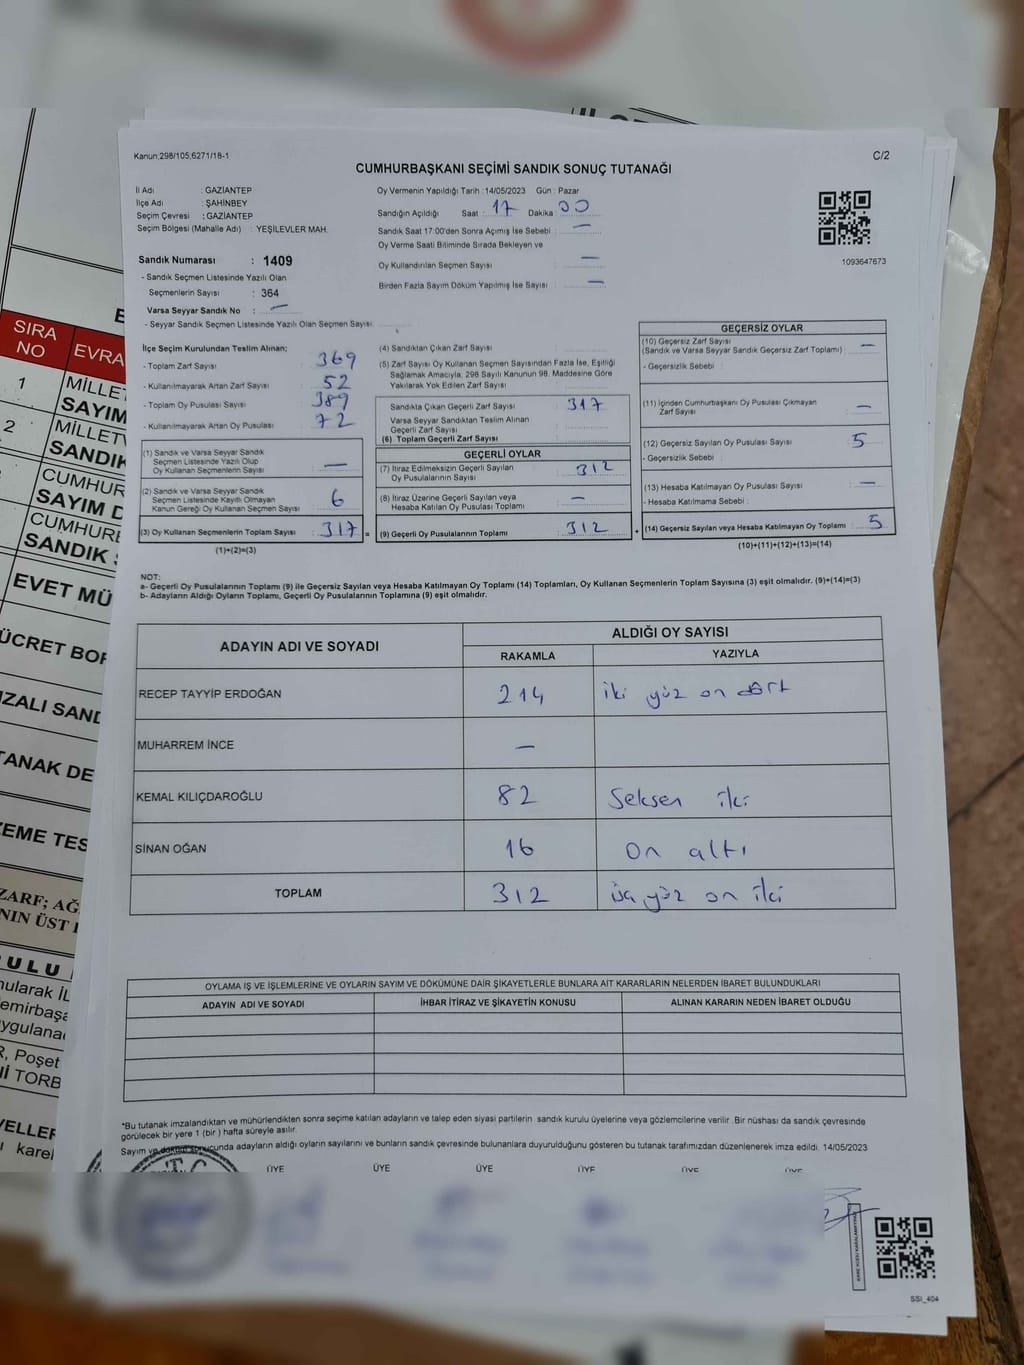 Kanun;298/105,6271/18-1
C/2
CUMHURBAŞKANI SEÇİMİ SANDIK SONUÇ TUTANAĞI
İl Adı : GAZİANTEP
İlçe Adı : ŞAHİNBEY
Seçim Çevresi : GAZİANTEP
Seçim Bölgesi (Mahalle Adı) : YEŞİLEVLER MAH.
Sandık Numarası : 1409
- Sandık Seçmen Listesinde Yazılı Olan
Seçmenlerin Sayısı : 364
Varsa Seyyar Sandık No : —
- Seyyar Sandık Seçmen Listesinde Yazılı Olan Seçmen Sayısı:
Oy Vermenin Yapıldığı Tarih :14/05/2023 Gün : Pazar
Sandığın Açıldığı Saat : 17 Dakika : 00
Sandık Saat 17:00'den Sonra Açımış İse Sebebi : —
Oy Verme Saati Bitiminde Sırada Bekleyen ve
Oy Kullandırılan Seçmen Sayısı : —
Birden Fazla Sayım Döküm Yapılmış İse Sayısı : —
1093647673
İlçe Seçim Kurulundan Teslim Alınan;
- Toplam Zarf Sayısı : 369
- Kullanılmayarak Artan Zarf Sayısı : 52
- Toplam Oy Pusulası Sayısı : 389
- Kullanılmayarak Artan Oy Pusulası : 72
(1) Sandık ve Varsa Seyyar Sandık
Seçmen Listesinde Yazılı Olup
Oy Kullanan Seçmenlerin Sayısı : —
(2) Sandık ve Varsa Seyyar Sandık
Seçmen Listesinde Kayıtlı Olmayan
Kanun Gereği Oy Kullanan Seçmen Sayısı : 6
(3) Oy Kullanan Seçmenlerin Toplam Sayısı : 317 =
(1)+(2)=(3)
(4) Sandıktan Çıkan Zarf Sayısı :
(5) Zarf Sayısı Oy Kullanan Seçmen Sayısından Fazla İse, Eşitliği
Sağlamak Amacıyla, 298 Sayılı Kanunun 98. Maddesine Göre
Yakılarak Yok Edilen Zarf Sayısı :
Sandıkta Çıkan Geçerli Zarf Sayısı : 317
Varsa Seyyar Sandıktan Teslim Alınan
Geçerli Zarf Sayısı :
(6) Toplam Geçerli Zarf Sayısı :
GEÇERLİ OYLAR
(7) İtiraz Edilmeksizin Geçerli Sayılan
Oy Pusulalarının Sayısı : 312
(8) İtiraz Üzerine Geçerli Sayılan veya
Hesaba Katılan Oy Pusulası Toplamı : —
(9) Geçerli Oy Pusulalarının Toplamı : 312 +
GEÇERSİZ OYLAR
(10) Geçersiz Zarf Sayısı
(Sandık ve Varsa Seyyar Sandık Geçersiz Zarf Toplamı) : —
- Geçersizlik Sebebi :
(11) İçinden Cumhurbaşkanı Oy Pusulası Çıkmayan
Zarf Sayısı : —
(12) Geçersiz Sayılan Oy Pusulası Sayısı : 5
- Geçersizlik Sebebi :
(13) Hesaba Katılmayan Oy Pusulası Sayısı : —
- Hesaba Katılmama Sebebi :
(14) Geçersiz Sayılan veya Hesaba Katılmayan Oy Toplamı : 5
(10)+(11)+(12)+(13)=(14)
NOT:
a- Geçerli Oy Pusulalarının Toplamı (9) ile Geçersiz Sayılan veya Hesaba Katılmayan Oy Toplamı (14) Toplamları, Oy Kullanan Seçmenlerin Toplam Sayısına (3) eşit olmalıdır. (9)+(14)=(3)
b- Adayların Aldığı Oyların Toplamı, Geçerli Oy Pusulalarının Toplamına (9) eşit olmalıdır.
ADAYIN ADI VE SOYADI
ALDIĞI OY SAYISI
RAKAMLA YAZIYLA
RECEP TAYYİP ERDOĞAN 214 iki yüz on dört
MUHARREM İNCE —
KEMAL KILIÇDAROĞLU 82 Seksen iki
SİNAN OĞAN 16 on altı
TOPLAM 312 üç yüz on iki
OYLAMA İŞ VE İŞLEMLERİNE VE OYLARIN SAYIM VE DÖKÜMÜNE DAİR ŞİKAYETLERLE BUNLARA AİT KARARLARIN NELERDEN İBARET BULUNDUKLARI
ADAYIN ADI VE SOYADI İHBAR İTİRAZ VE ŞİKAYETİN KONUSU ALINAN KARARIN NEDEN İBARET OLDUĞU
*Bu tutanak imzalandıktan ve mühürlendikten sonra seçime katılan adayların ve talep eden siyasi partilerin sandık kurulu üyelerine veya gözlemcilerine verilir. Bir nüshası da sandık çevresinde
görülecek bir yere 1 (bir ) hafta süreyle asılır.
Sayım ve dökümü sonucunda adayların aldığı oyların sayılarını ve bunların sandık çevresinde bulunanlara duyurulduğunu gösteren bu tutanak tarafımızdan düzenlenerek imza edildi. 14/05/2023
ÜYE ÜYE ÜYE ÜYE ÜYE ÜYE
T.C.
SSI_404
SIRA
NO
EVRA
1
MİLLE
SAYIM
2
MİLLETV
SANDIK
CUMHUR
SAYIM D
CUMHURE
SANDIK
EVET MÜ
ÜCRET BOR
IZALI SAND
TANAK DE
ZEME TES
ZARF; AĞ
NIN ÜST
ULU
nularak İL
emirbaşa
ygulana
R, Poşet
Nİ TORB
VELLER
karel